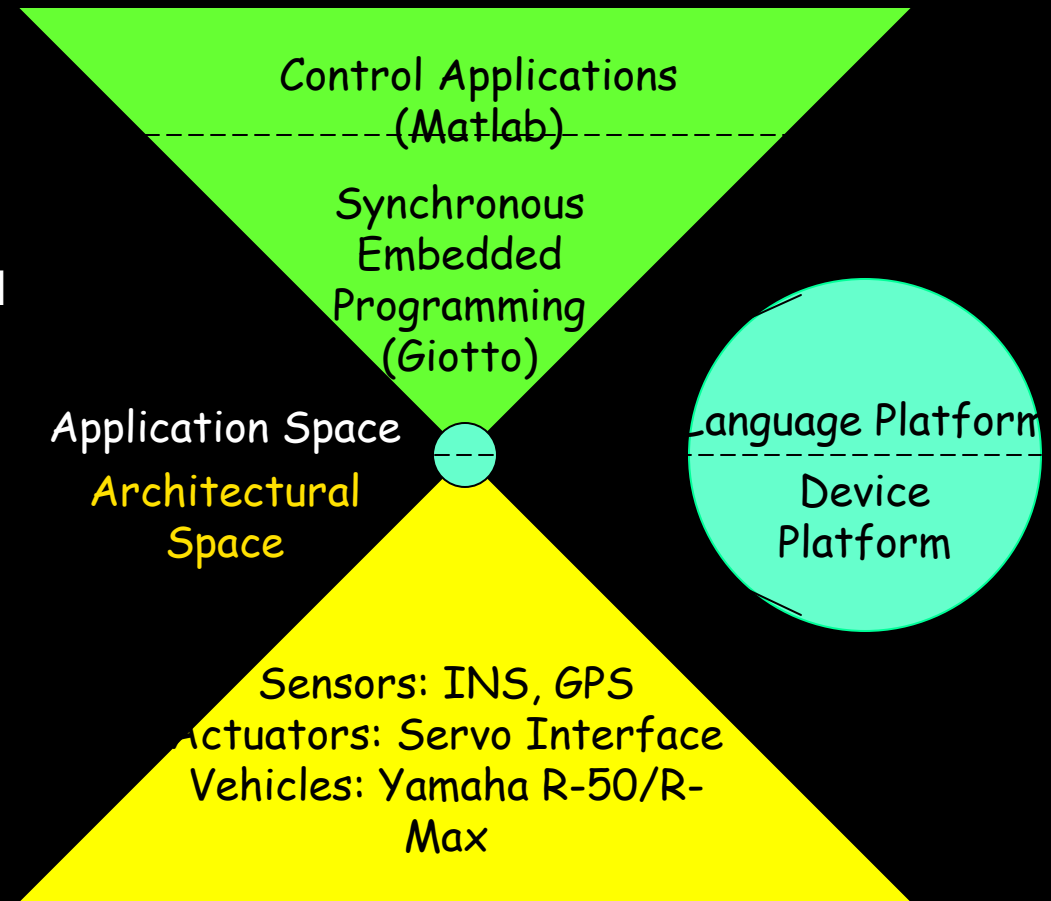 Control Applications
(Matlab)
Synchronous
Embedded
Programming
(Giotto)
Application Space
Architectural
Space
Language Platform
Device
Platform
Sensors: INS, GPS
Actuators: Servo Interface
Vehicles: Yamaha R-50/R-
Max